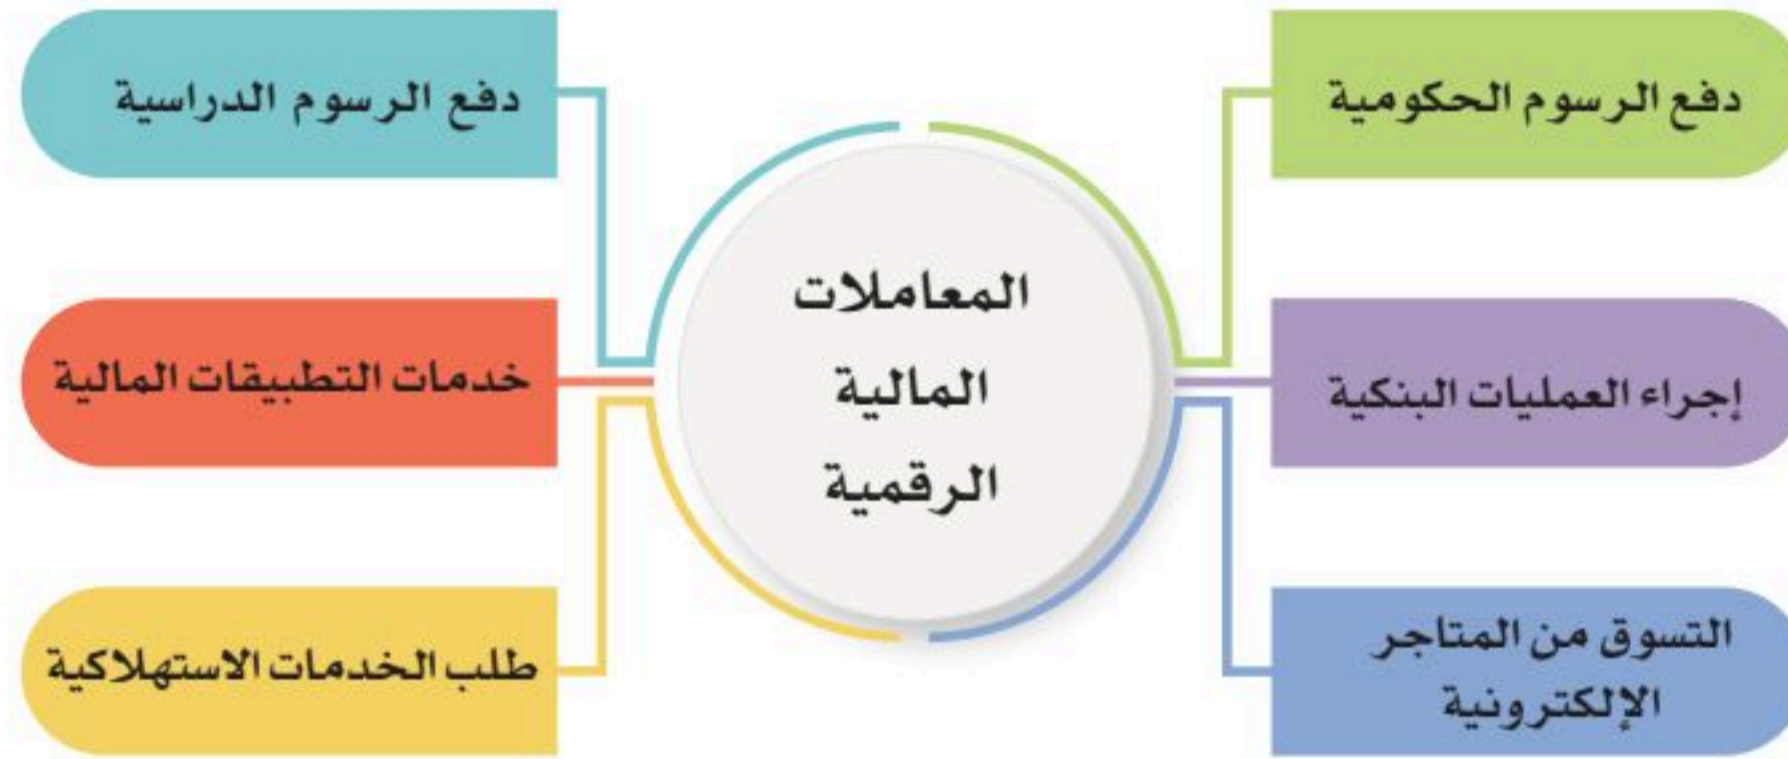 المعاملات
المالية
الرقمية
دفع الرسوم الحكومية
إجراء العمليات البنكية
التسوق من المتاجر
الإلكترونية
دفع الرسوم الدراسية
خدمات التطبيقات المالية
طلب الخدمات الاستهلاكية